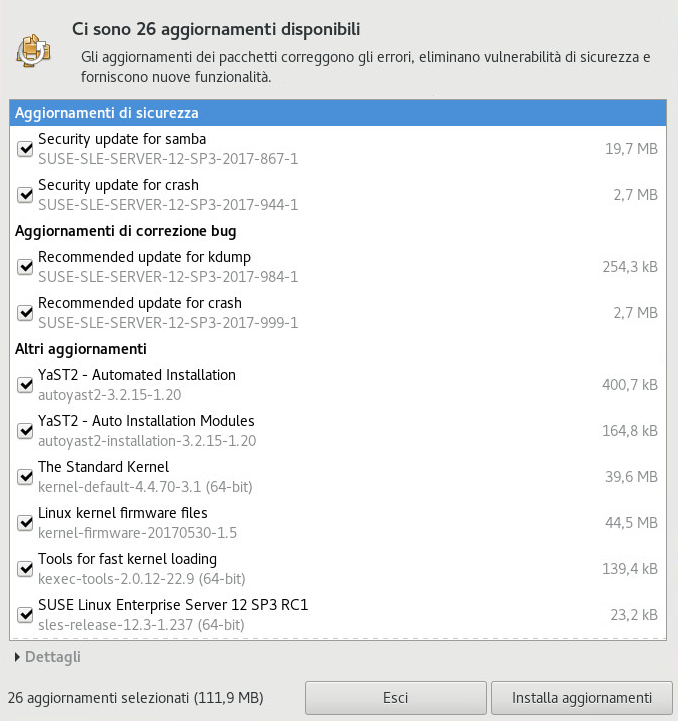 Ci sono 26 aggiornamenti disponibili
Gli aggiornamenti dei pacchetti correggono gli errori, eliminano vulnerabilità di sicurezza e
forniscono nuove funzionalità.
Aggiornamenti di sicurezza
Security update for samba
SUSE-SLE-SERVER-12-SP3-2017-867-1
19,7 MB
Security update for crash
SUSE-SLE-SERVER-12-SP3-2017-944-1
2,7 MB
Aggiornamenti di correzione bug
Recommended update for kdump
SUSE-SLE-SERVER-12-SP3-2017-984-1
254,3 kB
Recommended update for crash
SUSE-SLE-SERVER-12-SP3-2017-999-1
2,7 MB
Altri aggiornamenti
YaST2 - Automated Installation
autoyast2-3.2.15-1.20
400,7 kB
YaST2 - Auto Installation Modules
autoyast2-installation-3.2.15-1.20
164,8 kB
The Standard Kernel
kernel-default-4.4.70-3.1 (64-bit)
39,6 MB
Linux kernel firmware files
kernel-firmware-20170530-1.5
44,5 MB
Tools for fast kernel loading
kexec-tools-2.0.12-22.9 (64-bit)
139,4 kB
SUSE Linux Enterprise Server 12 SP3 RC1
sles-release-12.3-1.237 (64-bit)
23,2 kB
Dettagli
26 aggiornamenti selezionati (111,9 MB)
Esci
Installa aggiornamenti